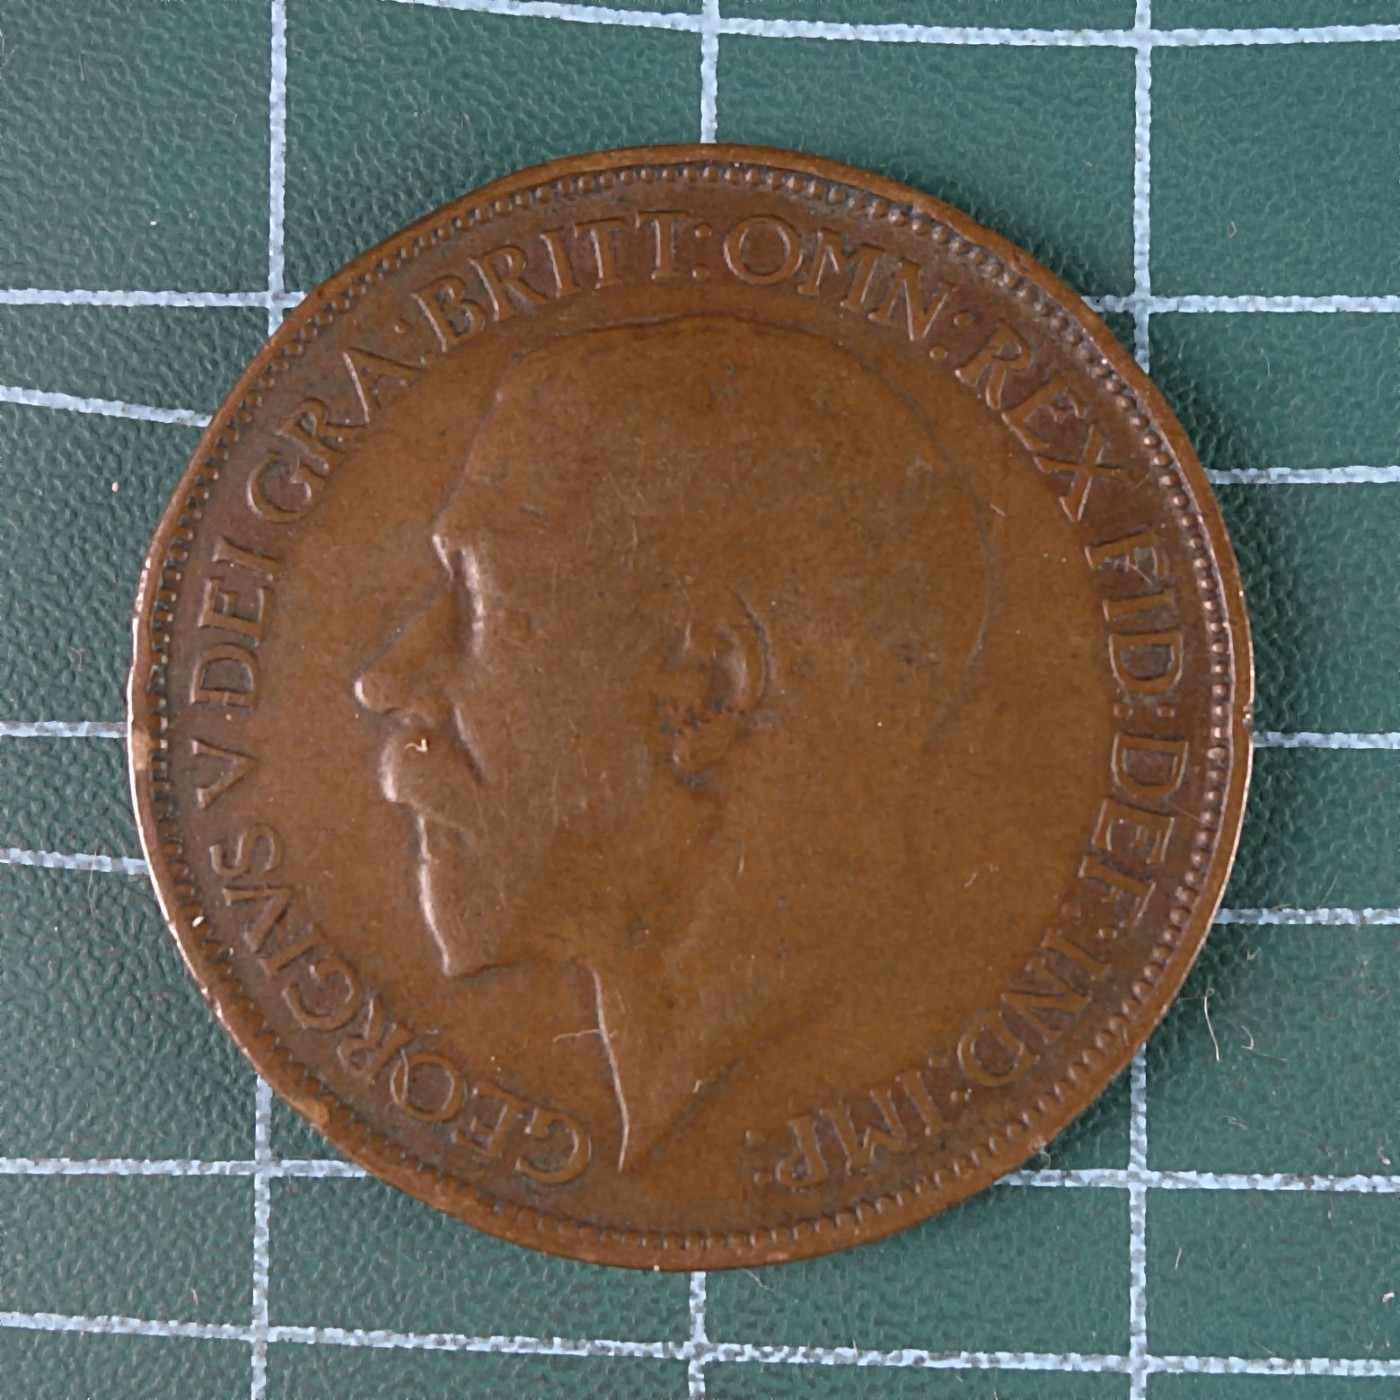 GEORGIVS V DEI GRA: BRITT: OMN: REX FID: DEF: IND: IMP: